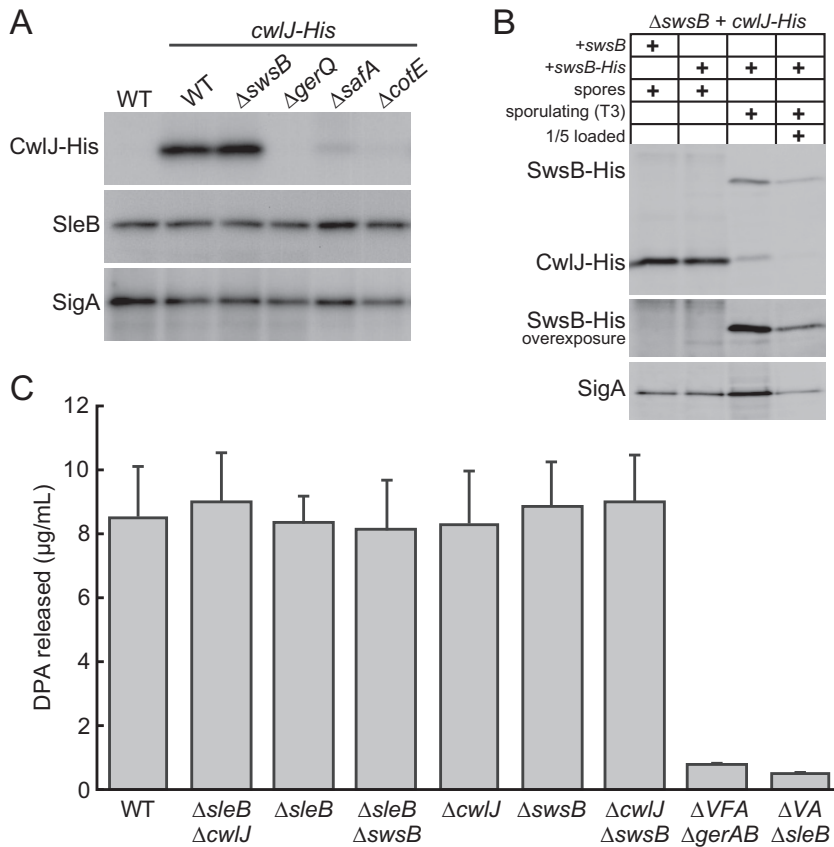 A
cwlJ-His
WT
WT
ΔswsB
ΔgerQ
ΔsafA
ΔcotE
CwlJ-His
SleB
SigA
B
ΔswsB + cwlJ-His
+swsB +
+swsB-His + + +
spores + +
sporulating (T3) + +
1/5 loaded +
SwsB-His
CwlJ-His
SwsB-His
overexposure
SigA
C
DPA released (µg/mL)
12
10
8
6
4
2
0
WT ΔsleB ΔsleB ΔsleB ΔcwlJ ΔswsB ΔcwlJ ΔVFA ΔVA
ΔcwlJ ΔswsB ΔswsB ΔgerAB ΔsleB